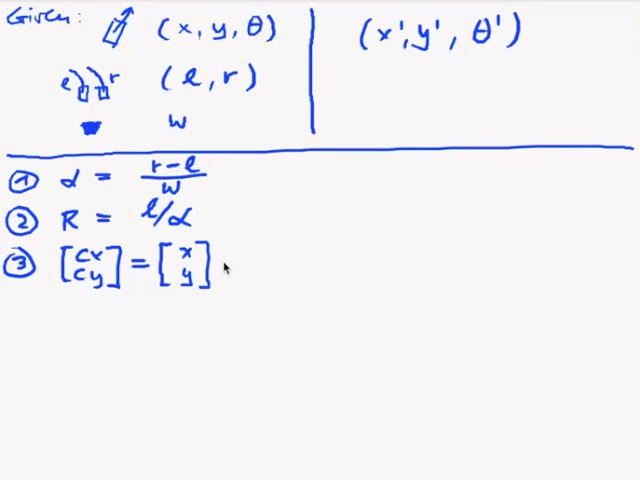 Given: (x, y, θ) (x', y', θ')
l r (l, r)
w
① α = (r-l)/w
② R = l/α
③ [cx cy] = [x y]